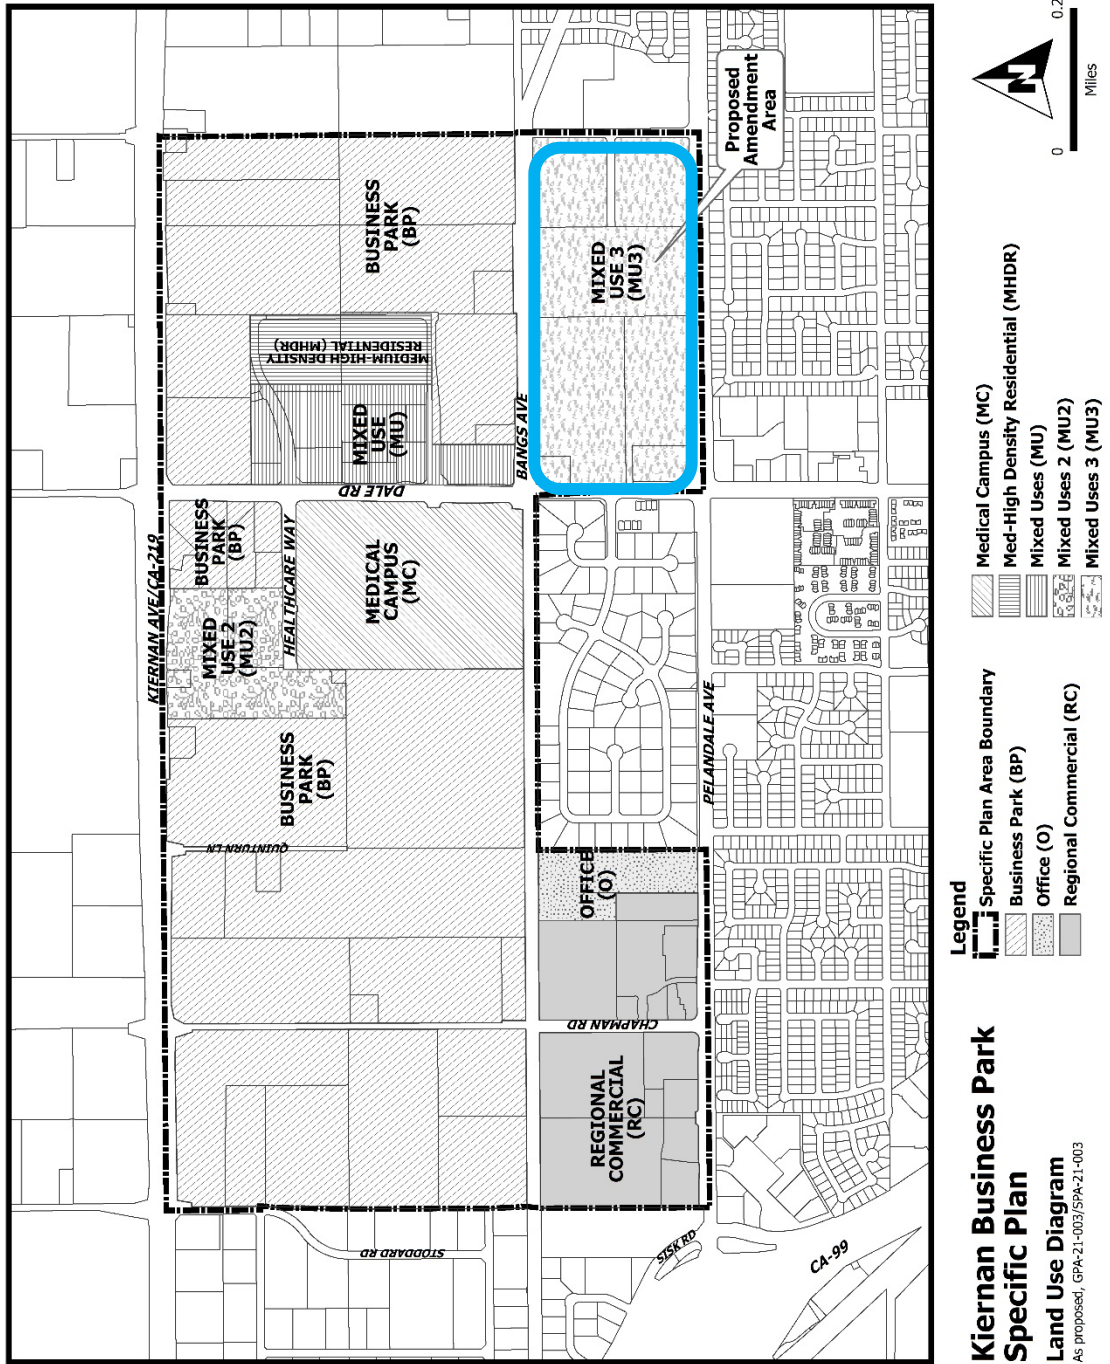 KIERNAN AVE/CA-219
BUSINESS
PARK
(BP)
MEDIUM-HIGH DENSITY
RESIDENTIAL (MHDR)
MIXED
USE
(MU)
DALE RD
BUSINESS
PARK
(BP)
HEALTHCARE WAY
MIXED
USE 2
(MU2)
MEDICAL
CAMPUS
(MC)
BUSINESS
PARK
(BP)
QUINTURN LN
BANGS AVE
MIXED
USE 3
(MU3)
Proposed
Amendment
Area
PELANDALE AVE
OFFICE
(O)
CHAPMAN RD
REGIONAL
COMMERCIAL
(RC)
STODDARD RD
SISK RD
CA-99
Kiernan Business Park
Specific Plan
Land Use Diagram
As proposed, GPA-21-003/SPA-21-003
Legend
Specific Plan Area Boundary
Business Park (BP)
Office (O)
Regional Commercial (RC)
Medical Campus (MC)
Med-High Density Residential (MHDR)
Mixed Uses (MU)
Mixed Uses 2 (MU2)
Mixed Uses 3 (MU3)
N
0 0.2
Miles